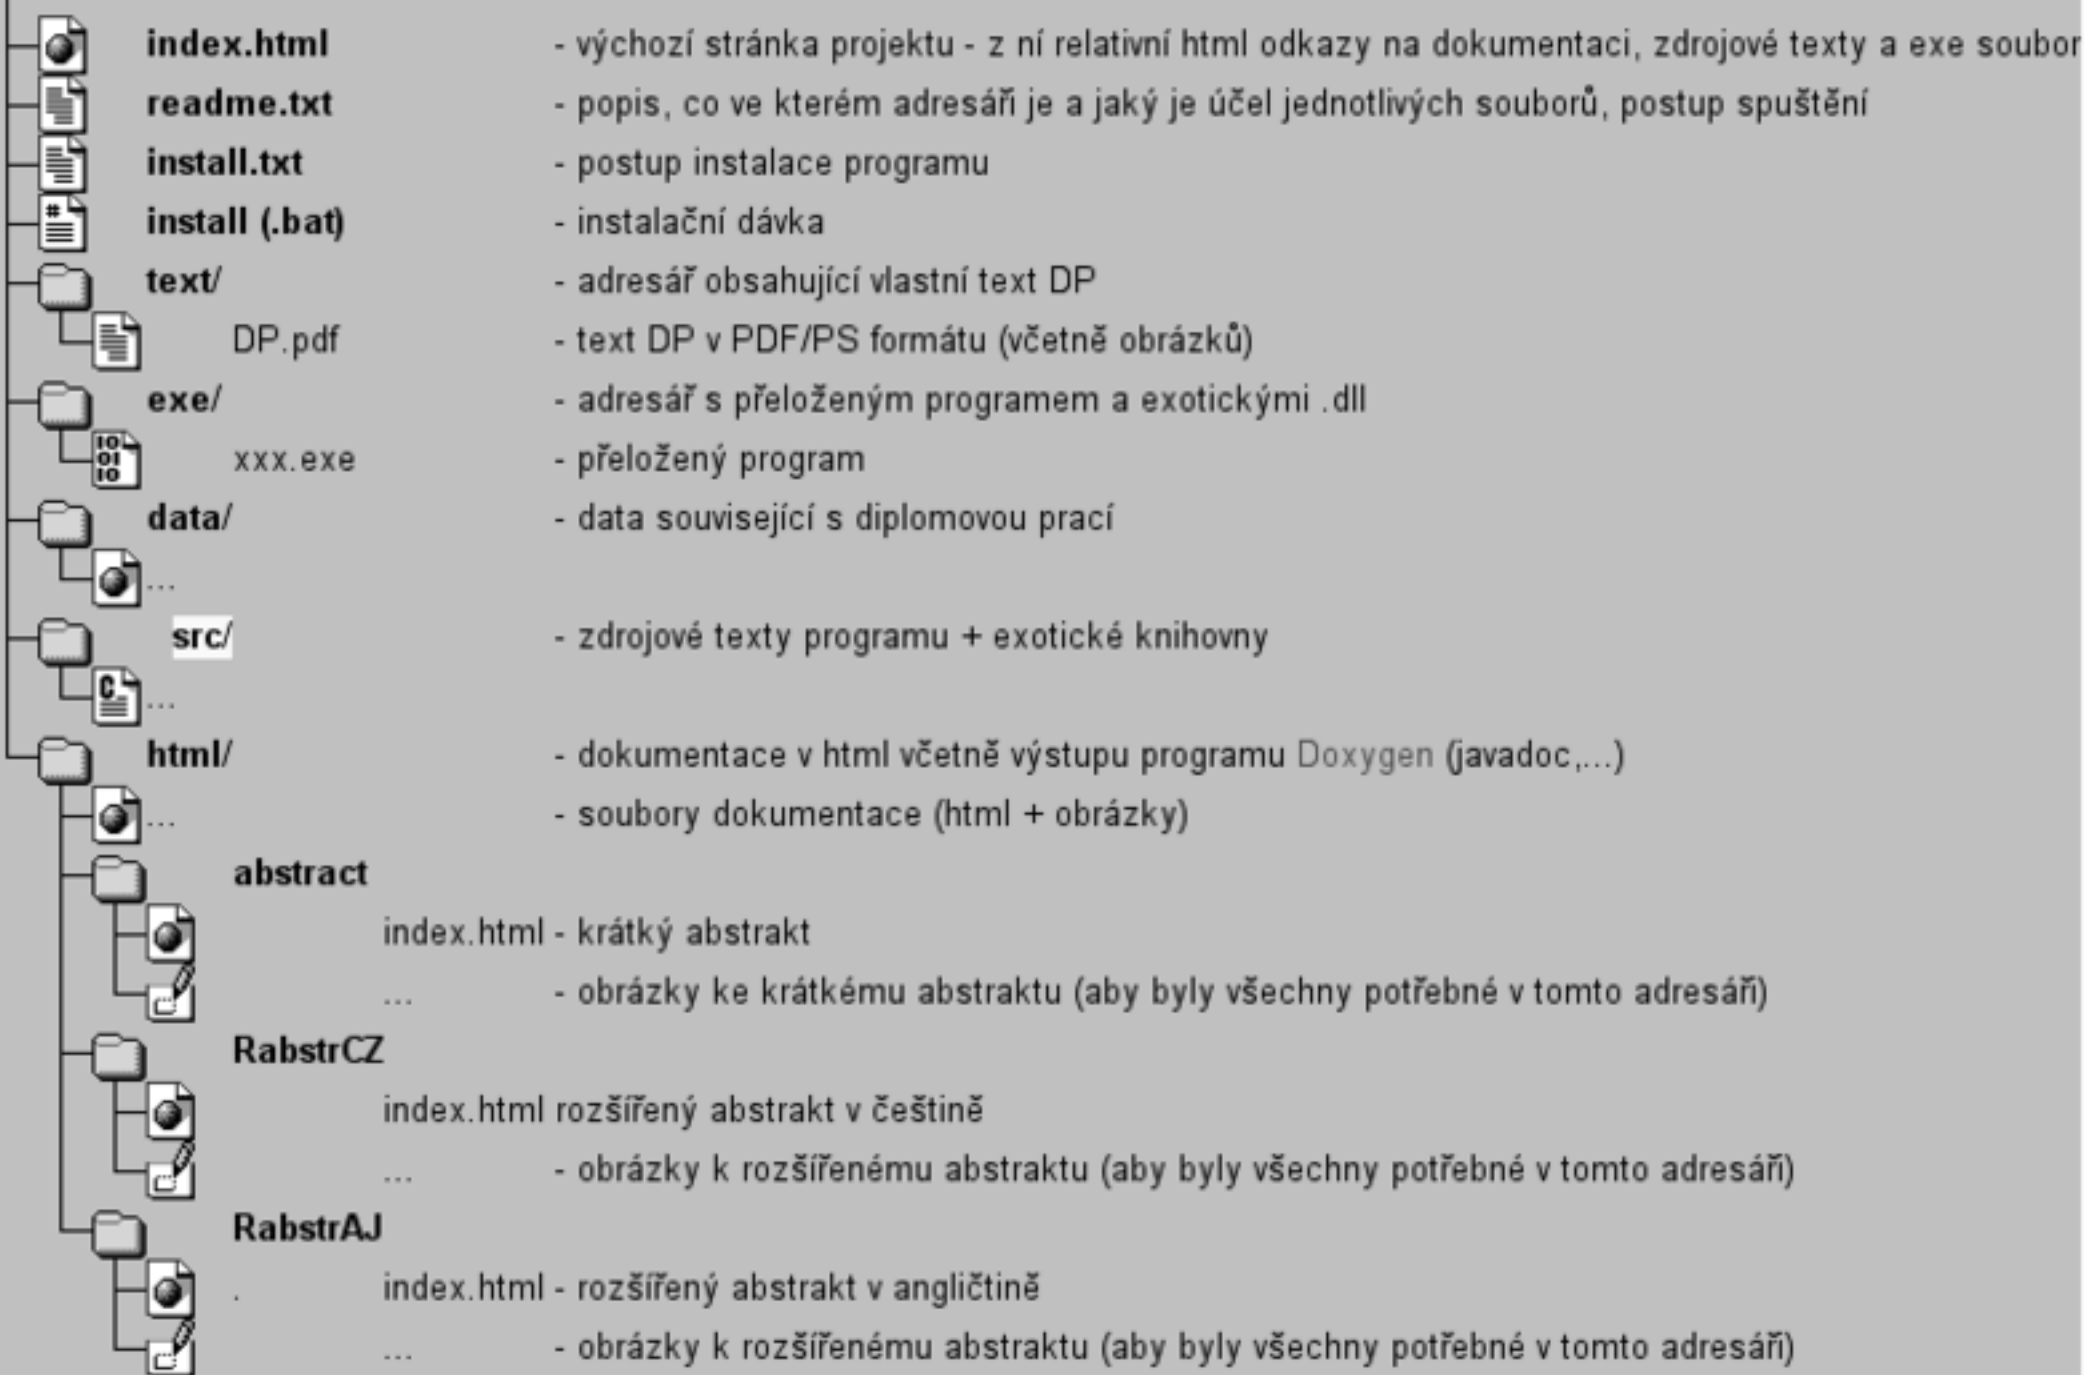 index.html - výchozí stránka projektu - z ní relativní html odkazy na dokumentaci, zdrojové texty a exe soubor
readme.txt - popis, co ve kterém adresáři je a jaký je účel jednotlivých souborů, postup spuštění
install.txt - postup instalace programu
install (.bat) - instalační dávka
text/ - adresář obsahující vlastní text DP
DP.pdf - text DP v PDF/PS formátu (včetně obrázků)
exe/ - adresář s přeloženým programem a exotickými .dll
xxx.exe - přeložený program
data/ - data související s diplomovou prací
...
src/ - zdrojové texty programu + exotické knihovny
...
html/ - dokumentace v html včetně výstupu programu Doxygen (javadoc,...)
... - soubory dokumentace (html + obrázky)
abstract
index.html - krátký abstrakt
... - obrázky ke krátkému abstraktu (aby byly všechny potřebné v tomto adresáři)
RabstrCZ
index.html rozšířený abstrakt v češtině
... - obrázky k rozšířenému abstraktu (aby byly všechny potřebné v tomto adresáři)
RabstrAJ
. index.html - rozšířený abstrakt v angličtině
... - obrázky k rozšířenému abstraktu (aby byly všechny potřebné v tomto adresáři)